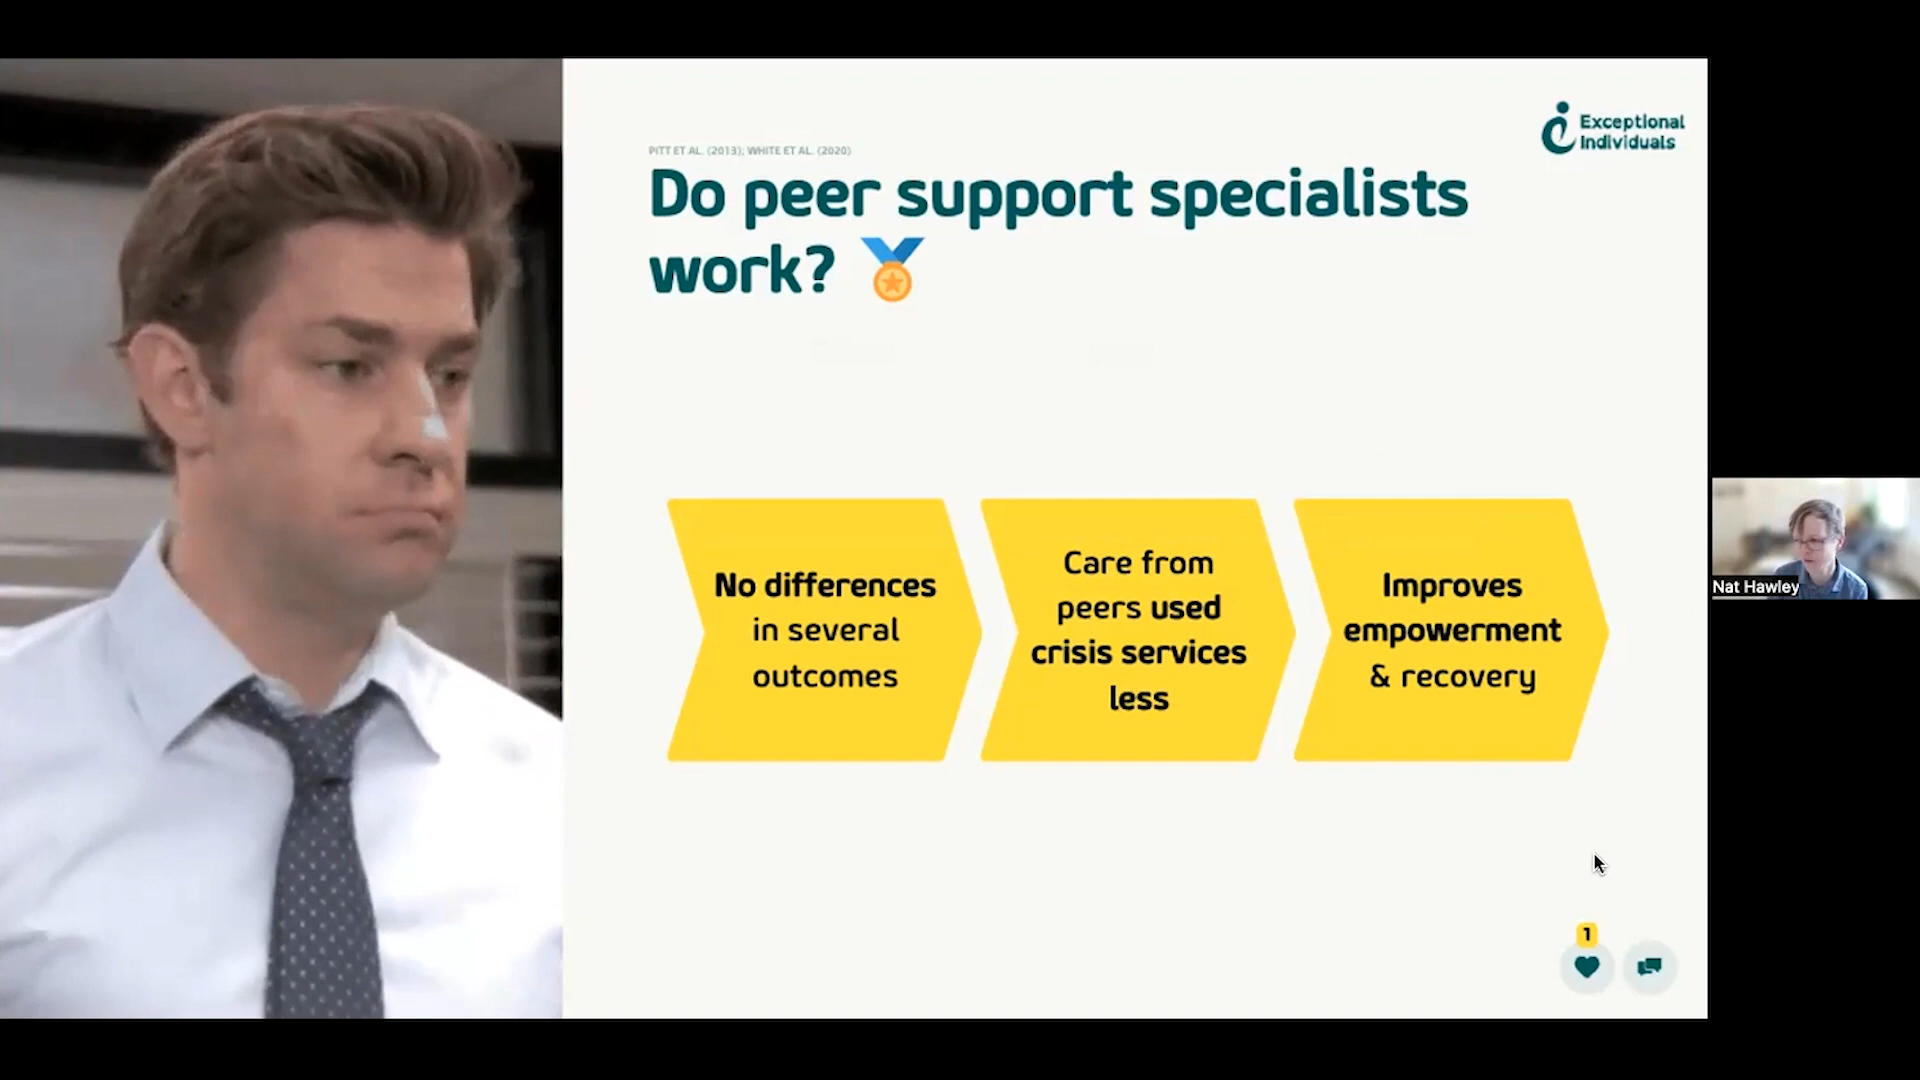 Exceptional
Individuals
PITT ET AL. (2013); WHITE ET AL. (2020)
Do peer support specialists
work?
No differences
in several
outcomes
Care from
peers used
crisis services
less
Improves
empowerment
& recovery
Nat Hawley
1